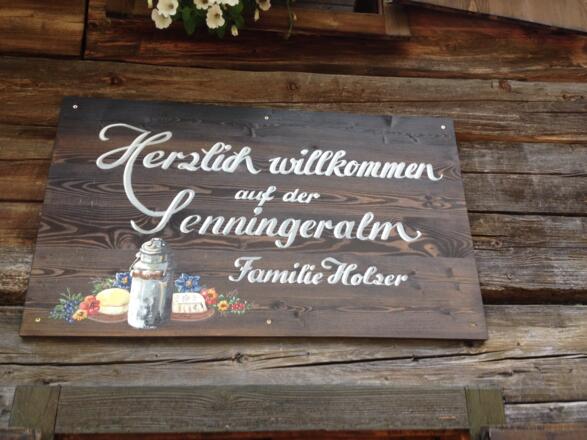 Herzlich willkommen
auf der
Senningeralm
Familie Holzer